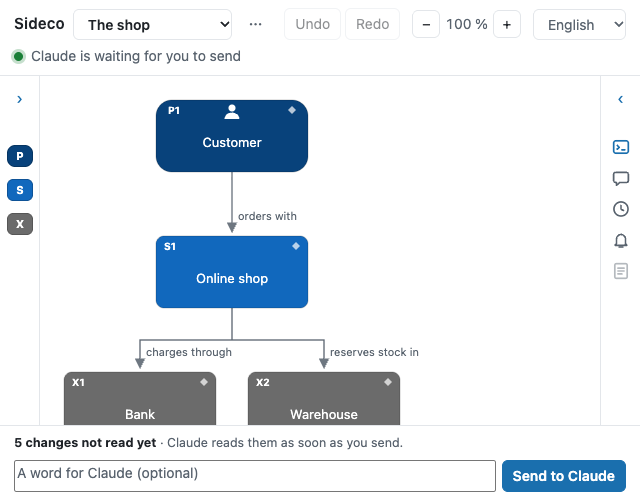 Sideco The shop ··· Undo Redo − 100 % + English
Claude is waiting for you to send
P
S
X
P1
Customer
orders with
S1
Online shop
charges through
reserves stock in
X1
Bank
X2
Warehouse
5 changes not read yet · Claude reads them as soon as you send.
A word for Claude (optional)
Send to Claude